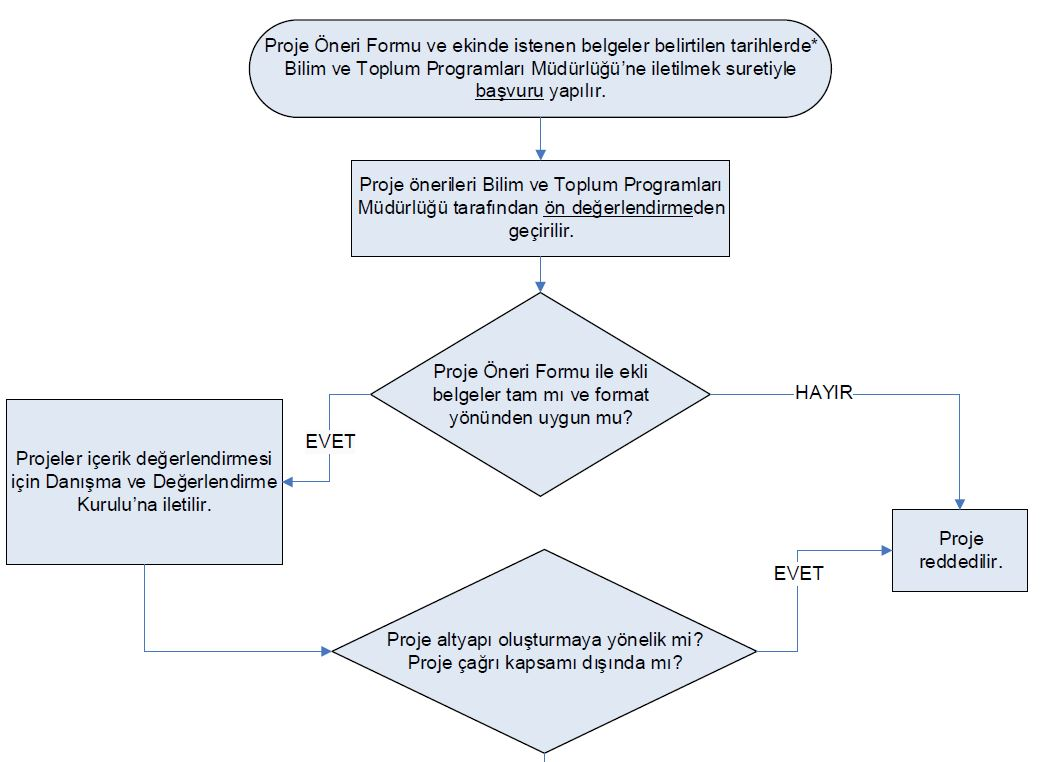 Proje Öneri Formu ve ekinde istenen belgeler belirtilen tarihlerde*
Bilim ve Toplum Programları Müdürlüğü’ne iletilmek suretiyle
başvuru yapılır.
Proje önerileri Bilim ve Toplum Programları
Müdürlüğü tarafından ön değerlendirmeden
geçirilir.
Proje Öneri Formu ile ekli
belgeler tam mı ve format
yönünden uygun mu?
HAYIR
EVET
Projeler içerik değerlendirmesi
için Danışma ve Değerlendirme
Kurulu’na iletilir.
Proje
reddedilir.
EVET
Proje altyapı oluşturmaya yönelik mi?
Proje çağrı kapsamı dışında mı?